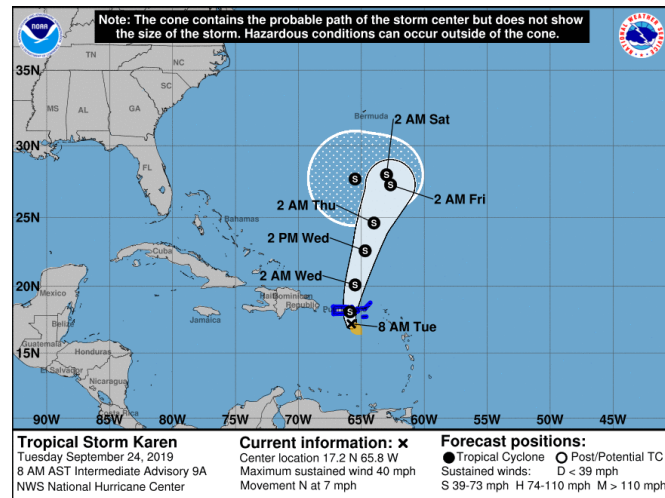 Note: The cone contains the probable path of the storm center but does not show
the size of the storm. Hazardous conditions can occur outside of the cone.
NOAA
NATIONAL WEATHER SERVICE
TN
NC
35N
SC
MS
AL
GA
Bermuda
2 AM Sat
30N
FL
2 AM Fri
2 AM Thu
25N
Bahamas
2 PM Wed
Cuba
2 AM Wed
20N
Mexico
Haiti
Dominican
Republic
Jamaica
Belize
8 AM Tue
Guatemala
15N
Honduras
El Salvador
Nicaragua
Costa Rica
90W 85W 80W 75W 70W 65W 60W 55W 50W 45W
S
S
S
S
S
S
S
Tropical Storm Karen
Tuesday September 24, 2019
8 AM AST Intermediate Advisory 9A
NWS National Hurricane Center
Current information: ×
Center location 17.2 N 65.8 W
Maximum sustained wind 40 mph
Movement N at 7 mph
Forecast positions:
● Tropical Cyclone ○ Post/Potential TC
Sustained winds: D < 39 mph
S 39-73 mph H 74-110 mph M > 110 mph